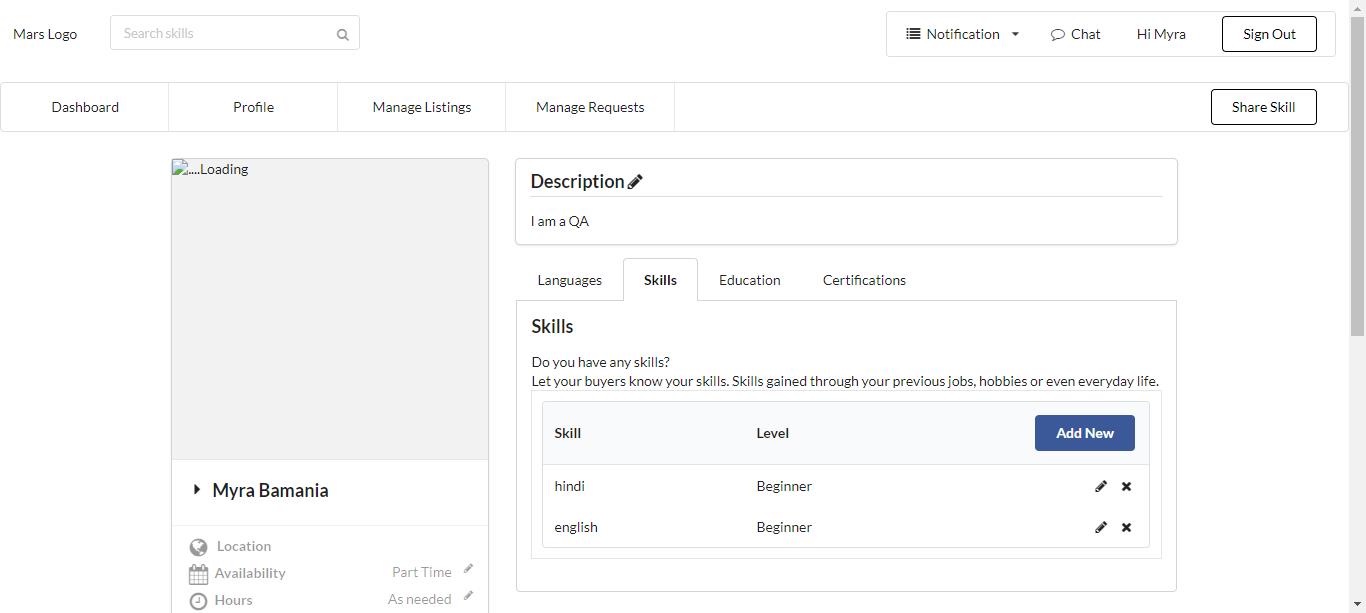 Mars Logo
Search skills
Notification
Chat
Hi Myra
Sign Out
Dashboard
Profile
Manage Listings
Manage Requests
Share Skill
....Loading
Myra Bamania
Location
Availability
Part Time
Hours
As needed
Description
I am a QA
Languages
Skills
Education
Certifications
Skills
Do you have any skills?
Let your buyers know your skills. Skills gained through your previous jobs, hobbies or even everyday life.
Skill
Level
Add New
hindi
Beginner
english
Beginner